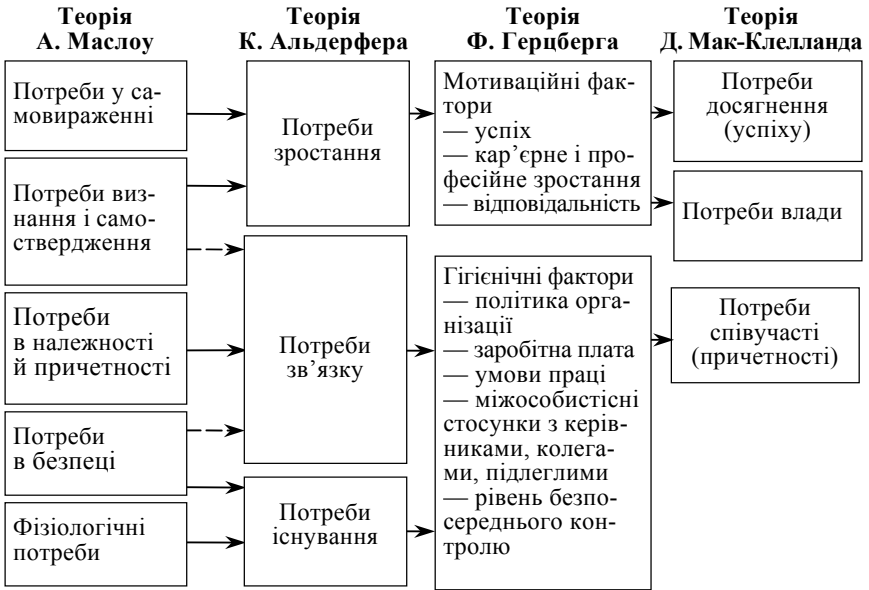 Теорія
А. Маслоу
Потреби у са-
мовираженні
Потреби виз-
нання і само-
ствердження
Потреби
в належності
й причетності
Потреби
в безпеці
Фізіологічні
потреби
Теорія
К. Альдерфера
Потреби
зростання
Потреби
зв’язку
Потреби
існування
Теорія
Ф. Герцберга
Мотиваційні фак-
тори
— успіх
— кар’єрне і про-
фесійне зростання
— відповідальність
Гігієнічні фактори
— політика орга-
нізації
— заробітна плата
— умови праці
— міжособистісні
стосунки з керів-
никами, колега-
ми, підлеглими
— рівень безпо-
середнього кон-
тролю
Теорія
Д. Мак-Клелланда
Потреби
досягнення
(успіху)
Потреби влади
Потреби
співучасті
(причетності)